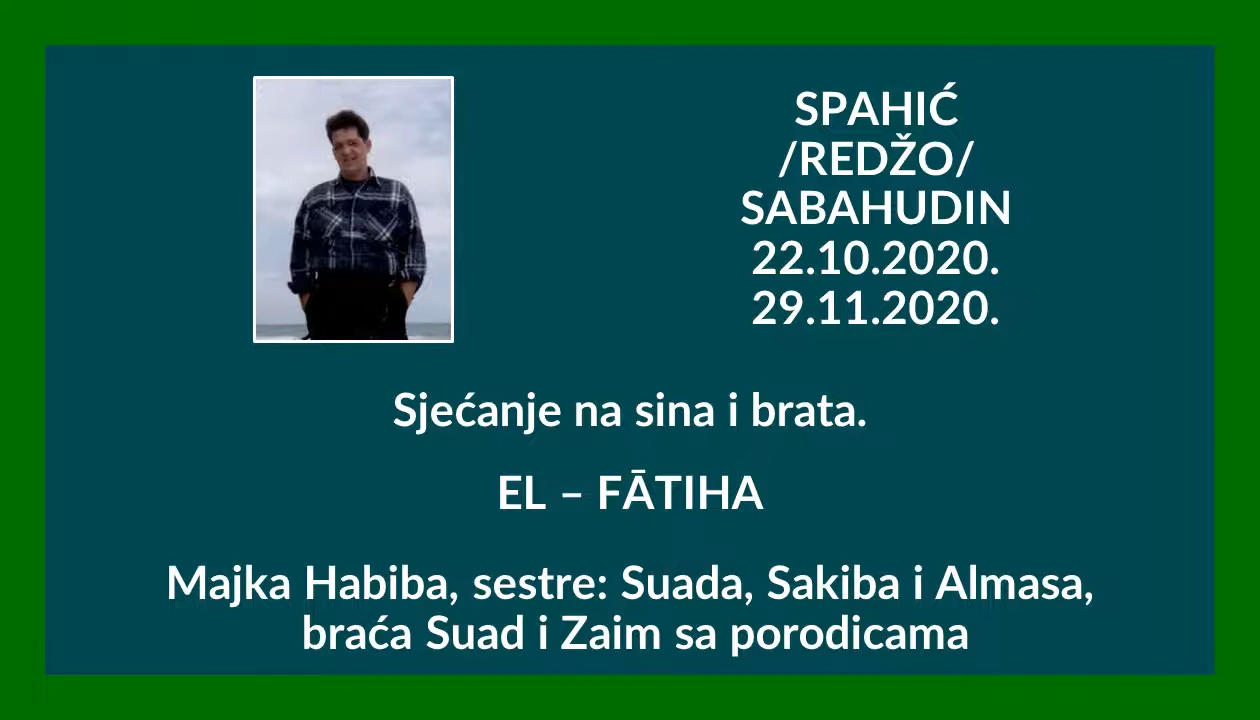 SPAHIĆ
/REDŽO/
SABAHUDIN
22.10.2020.
29.11.2020.
Sjećanje na sina i brata.
EL – FĀTIHA
Majka Habiba, sestre: Suada, Sakiba i Almasa,
braća Suad i Zaim sa porodicama